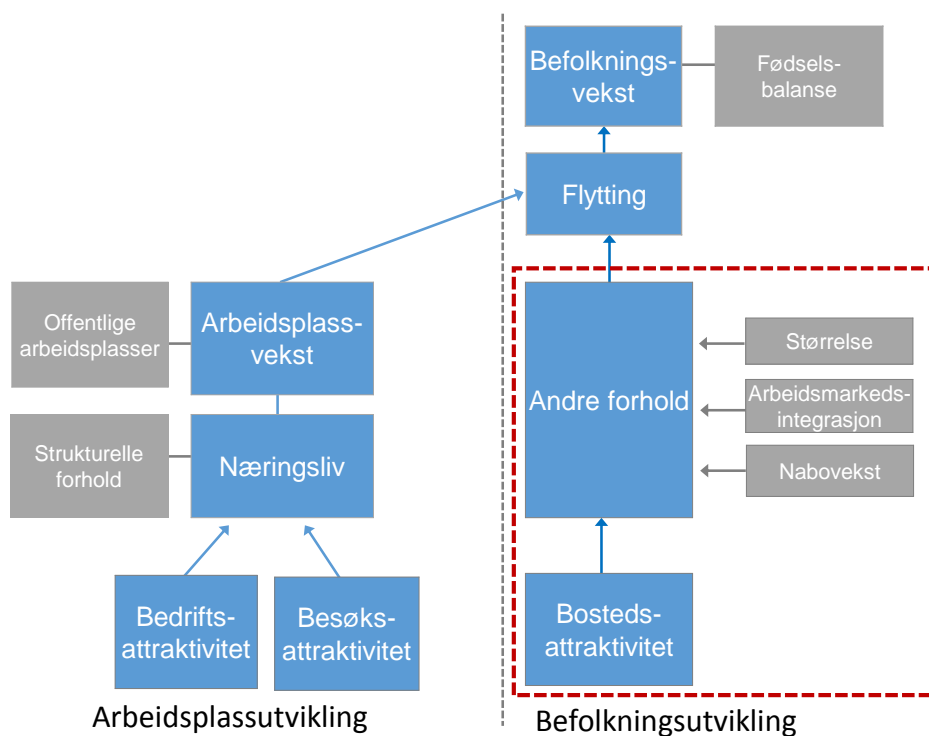 Befolknings-
vekst
Fødsels-
balanse
Flytting
Offentlige
arbeidsplasser
Arbeidsplass-
vekst
Andre forhold
Størrelse
Arbeidsmarkeds-
integrasjon
Nabovekst
Strukturelle
forhold
Næringsliv
Bedrifts-
attraktivitet
Besøks-
attraktivitet
Bosteds-
attraktivitet
Arbeidsplassutvikling
Befolkningsutvikling